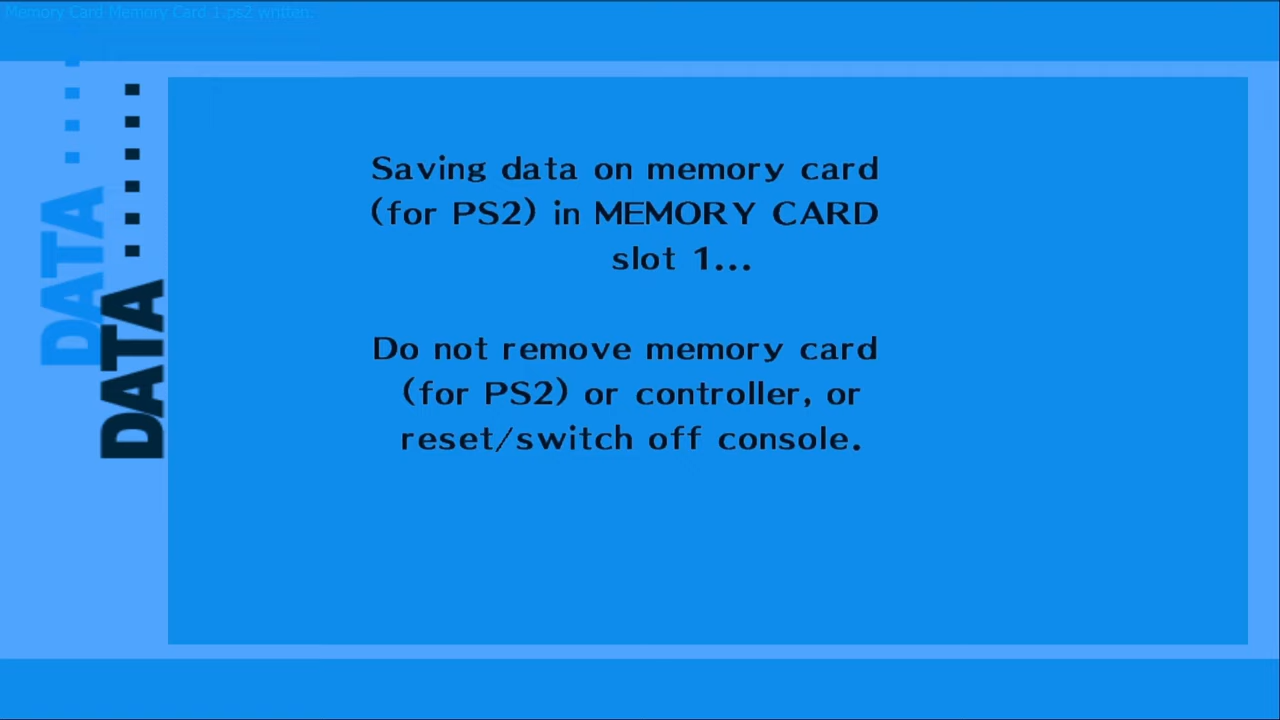 Memory Card Memory Card 1.ps2 written.
DATA
DATA
Saving data on memory card
(for PS2) in MEMORY CARD
slot 1...
Do not remove memory card
(for PS2) or controller, or
reset/switch off console.